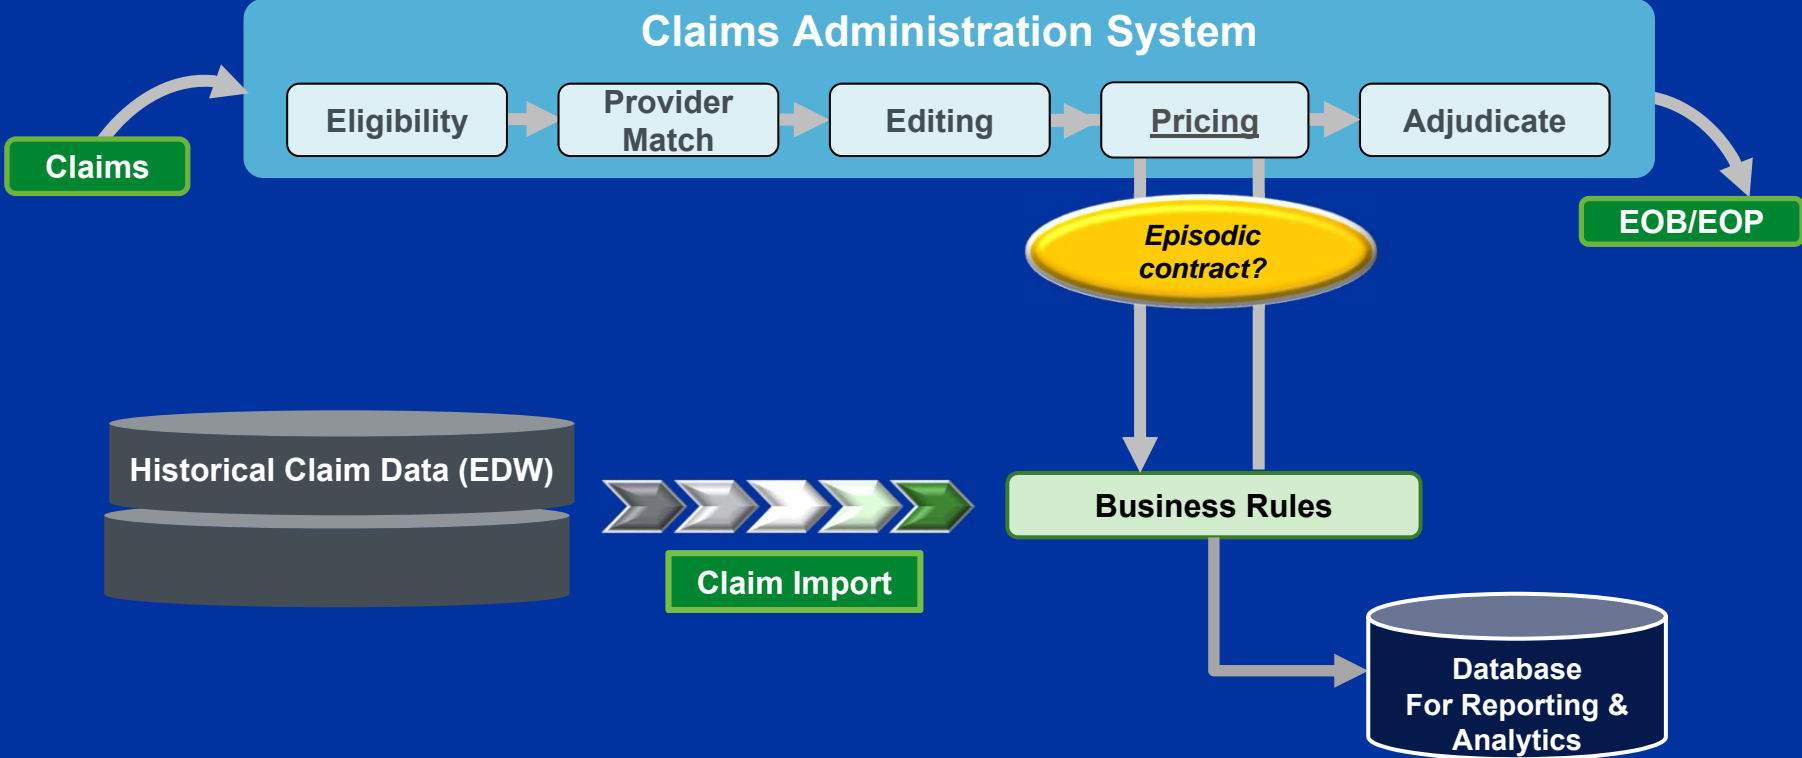 Claims Administration System
Eligibility
Provider
Match
Editing
Pricing
Adjudicate
Claims
EOB/EOP
Episodic
contract?
Historical Claim Data (EDW)
Business Rules
Claim Import
Database
For Reporting &
Analytics